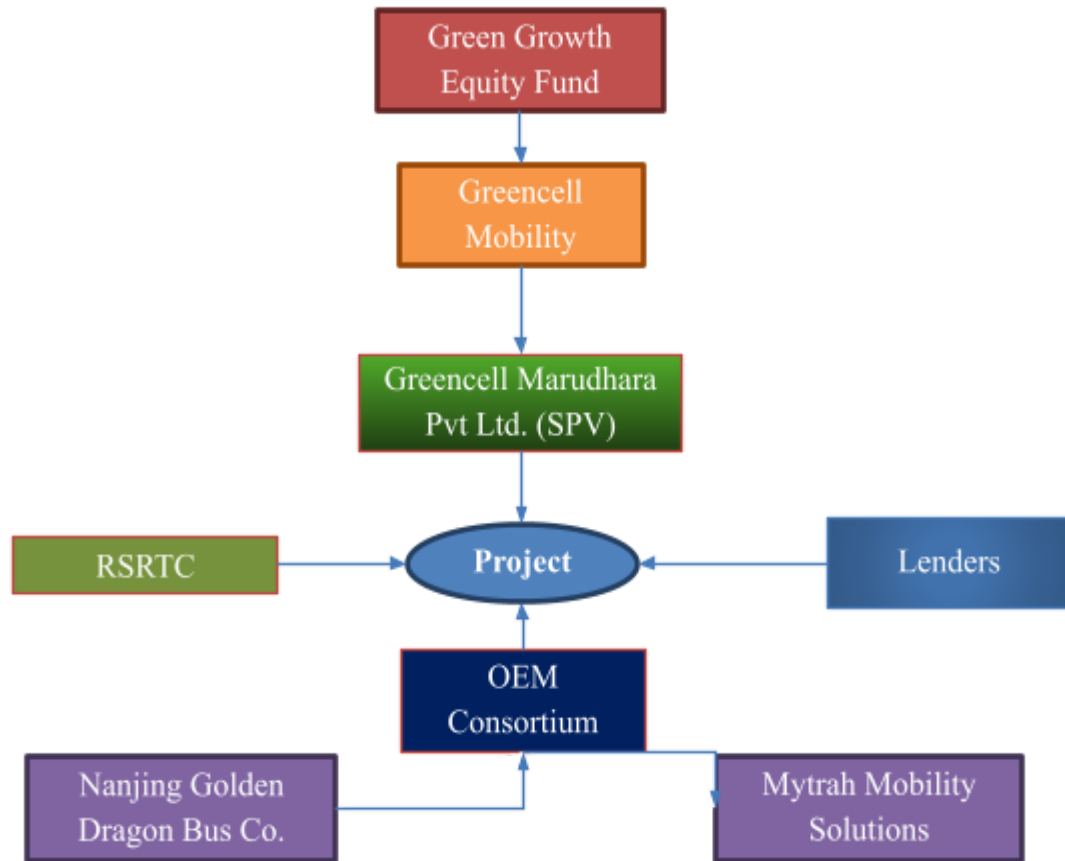 Green Growth
Equity Fund
Greencell
Mobility
Greencell Marudhara
Pvt Ltd. (SPV)
RSRTC
Project
Lenders
OEM
Consortium
Nanjing Golden
Dragon Bus Co.
Mytrah Mobility
Solutions